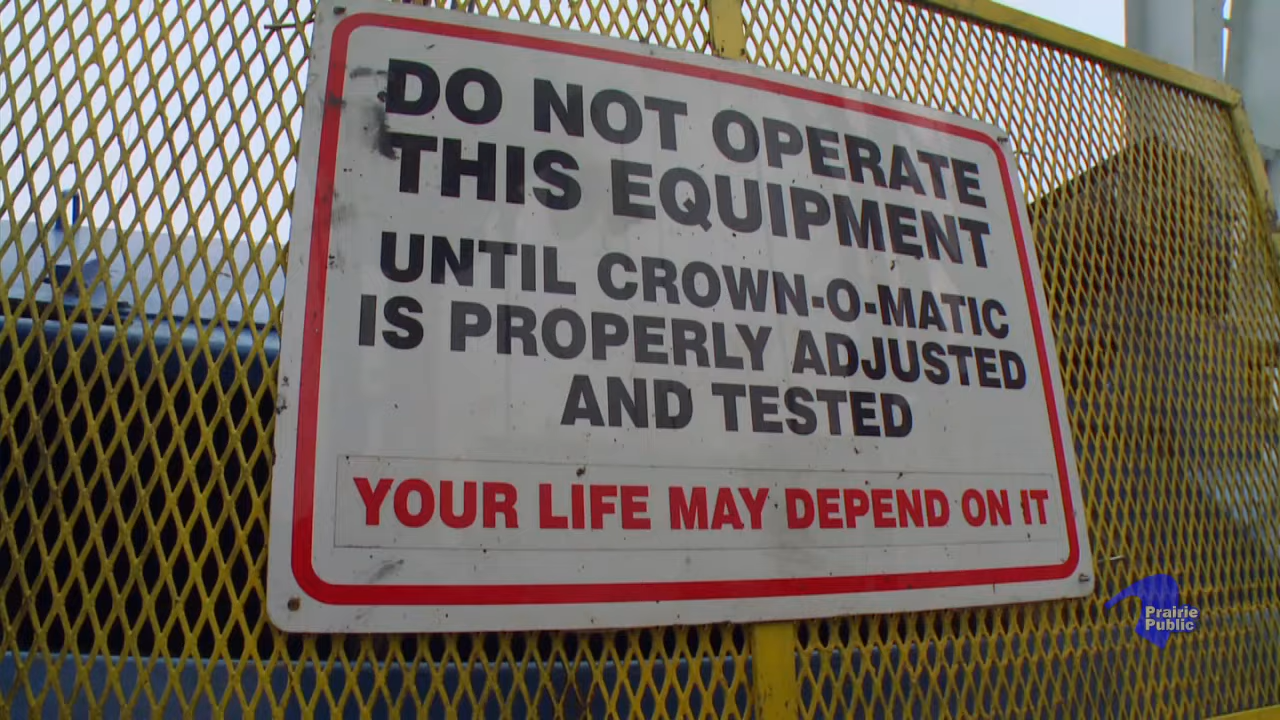 DO NOT OPERATE
THIS EQUIPMENT
UNTIL CROWN-O-MATIC
IS PROPERLY ADJUSTED
AND TESTED
YOUR LIFE MAY DEPEND ON IT
Prairie
Public